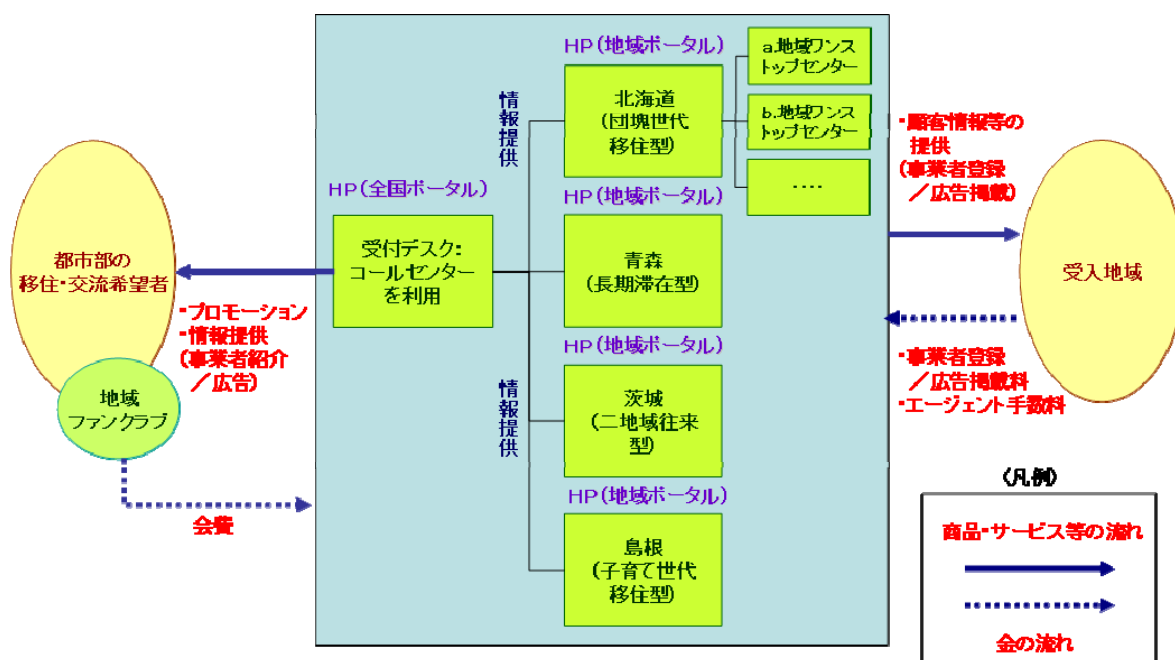 HP(地域ポータル)
a.地域ワンス
トップセンター
北海道
(団塊世代
移住型)
b.地域ワンス
トップセンター
‥‥
情報提供
HP(全国ポータル)
受付デスク:
コールセンター
を利用
HP(地域ポータル)
青森
(長期滞在型)
HP(地域ポータル)
茨城
(二地域往来
型)
情報提供
HP(地域ポータル)
島根
(子育て世代
移住型)
都市部の
移住・交流希望者
・プロモーション
・情報提供
(事業者紹介
/広告)
地域
ファンクラブ
会費
・顧客情報等の
提供
(事業者登録
/広告掲載)
受入地域
・事業者登録
/広告掲載料
・エージェント手数料
(凡例)
商品・サービス等の流れ
金の流れ